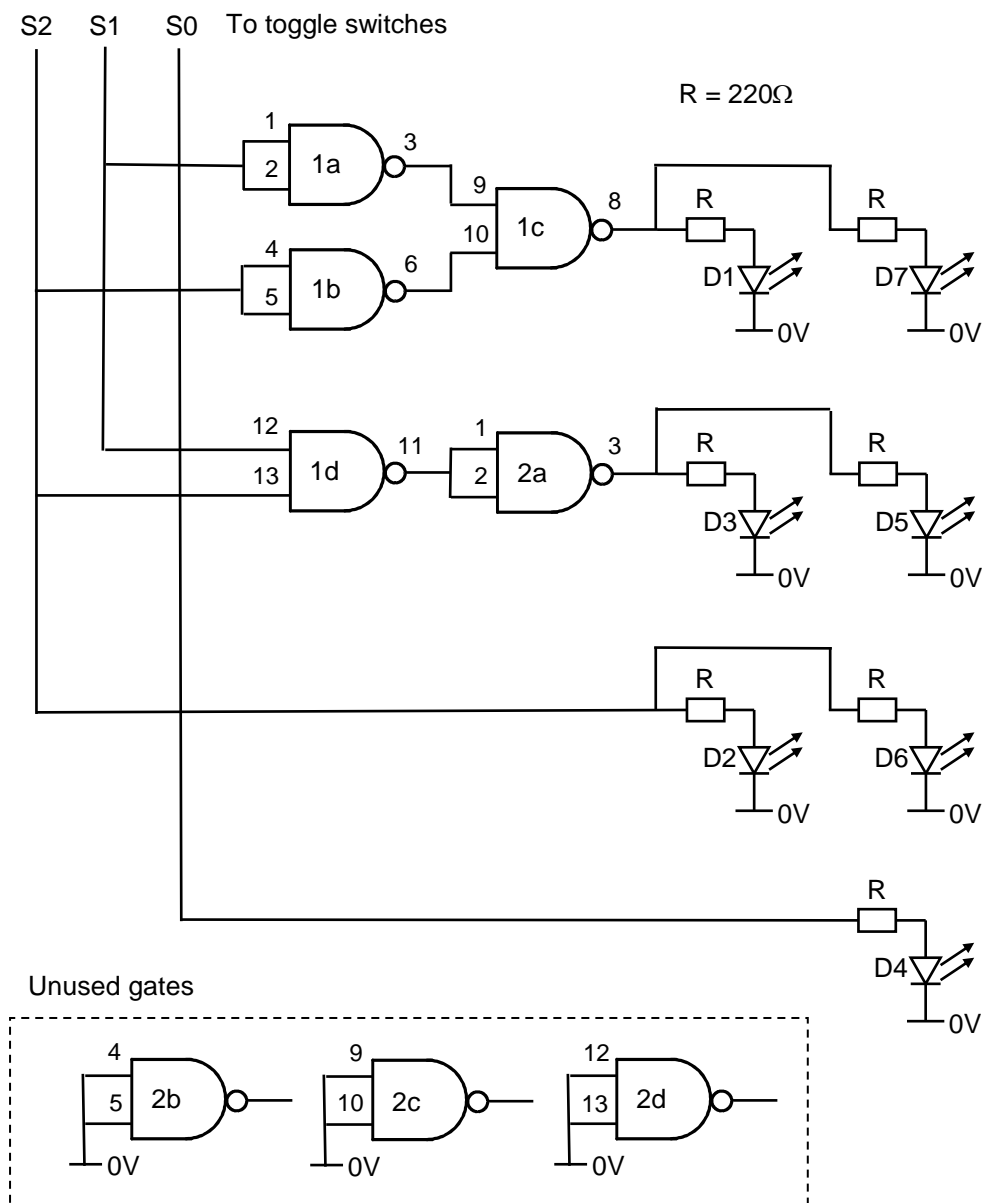 S2 S1 S0 To toggle switches
R = 220Ω
1
2
1a
3
9
10
1c
8
R
R
4
5
1b
6
D1
D7
0V
0V
12
13
1d
11
1
2
2a
3
R
R
D3
D5
0V
0V
R
R
D2
D6
0V
0V
R
D4
0V
Unused gates
4
5
2b
0V
9
10
2c
0V
12
13
2d
0V